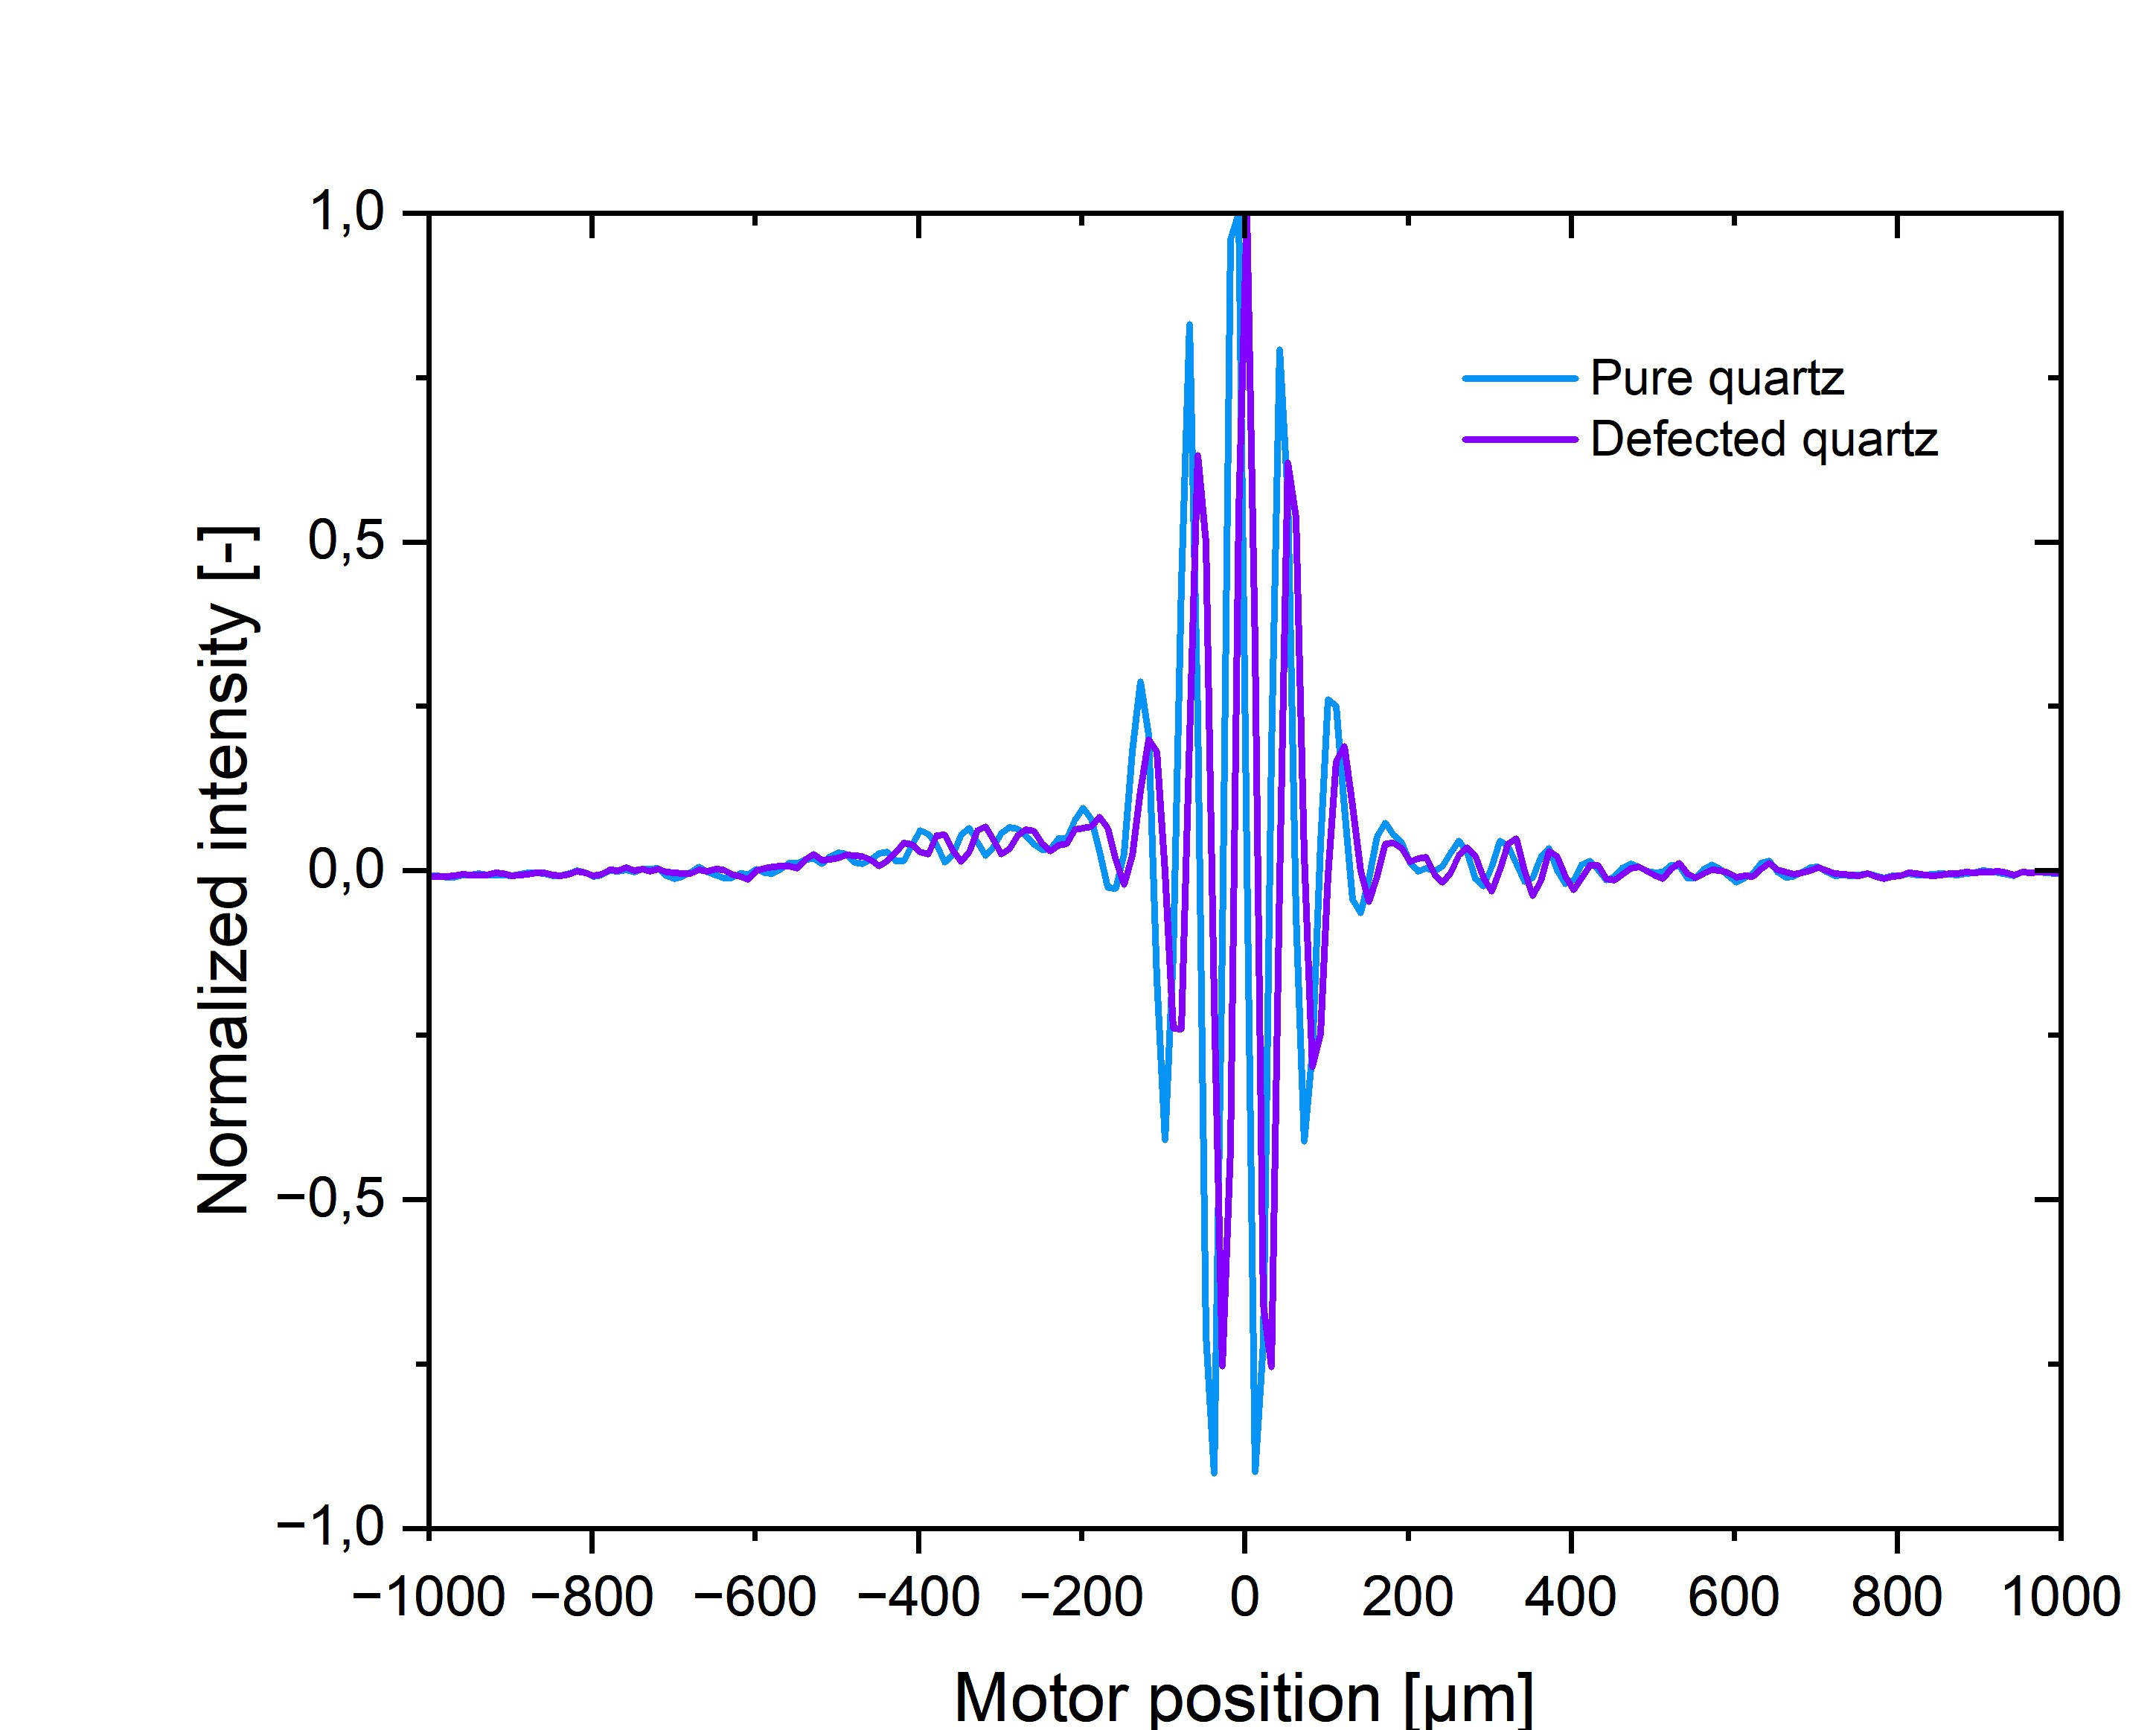 1,0
Pure quartz
Defected quartz
0,5
Normalized intensity [-]
0,0
−0,5
−1,0
−1000 −800 −600 −400 −200 0 200 400 600 800 1000
Motor position [µm]